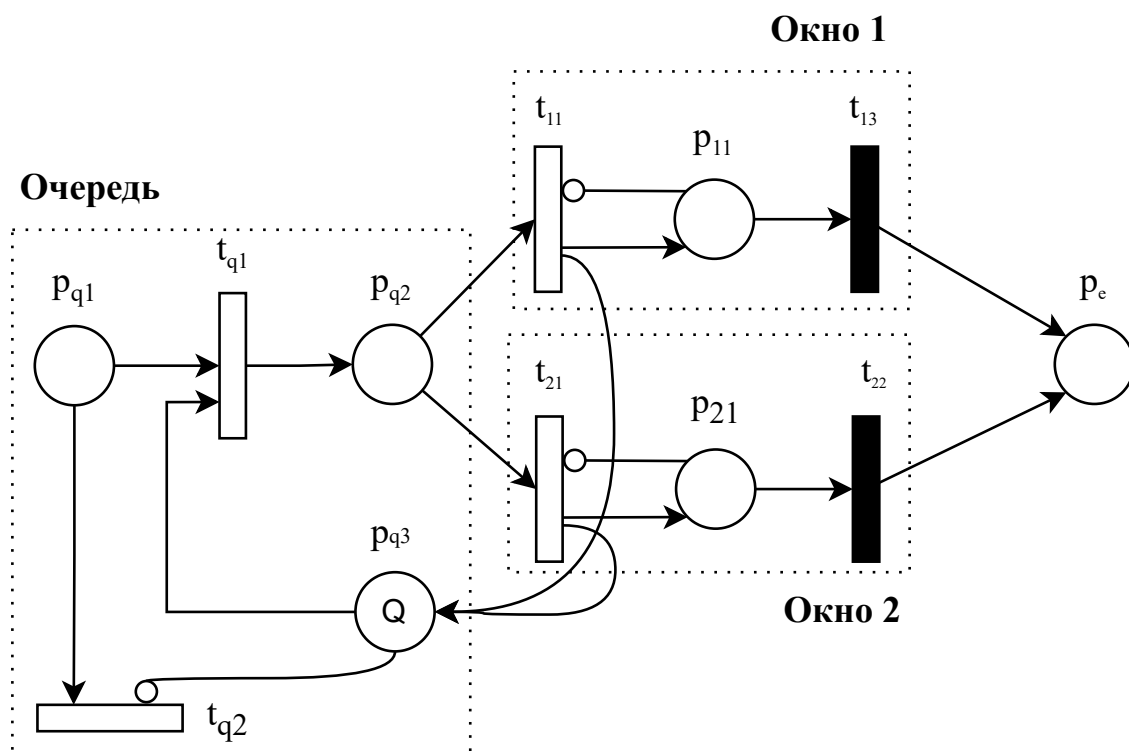 Окно 1
t11
t13
p11
Очередь
tq1
pq1
pq2
pe
t21
t22
p21
pq3
Q
Окно 2
tq2